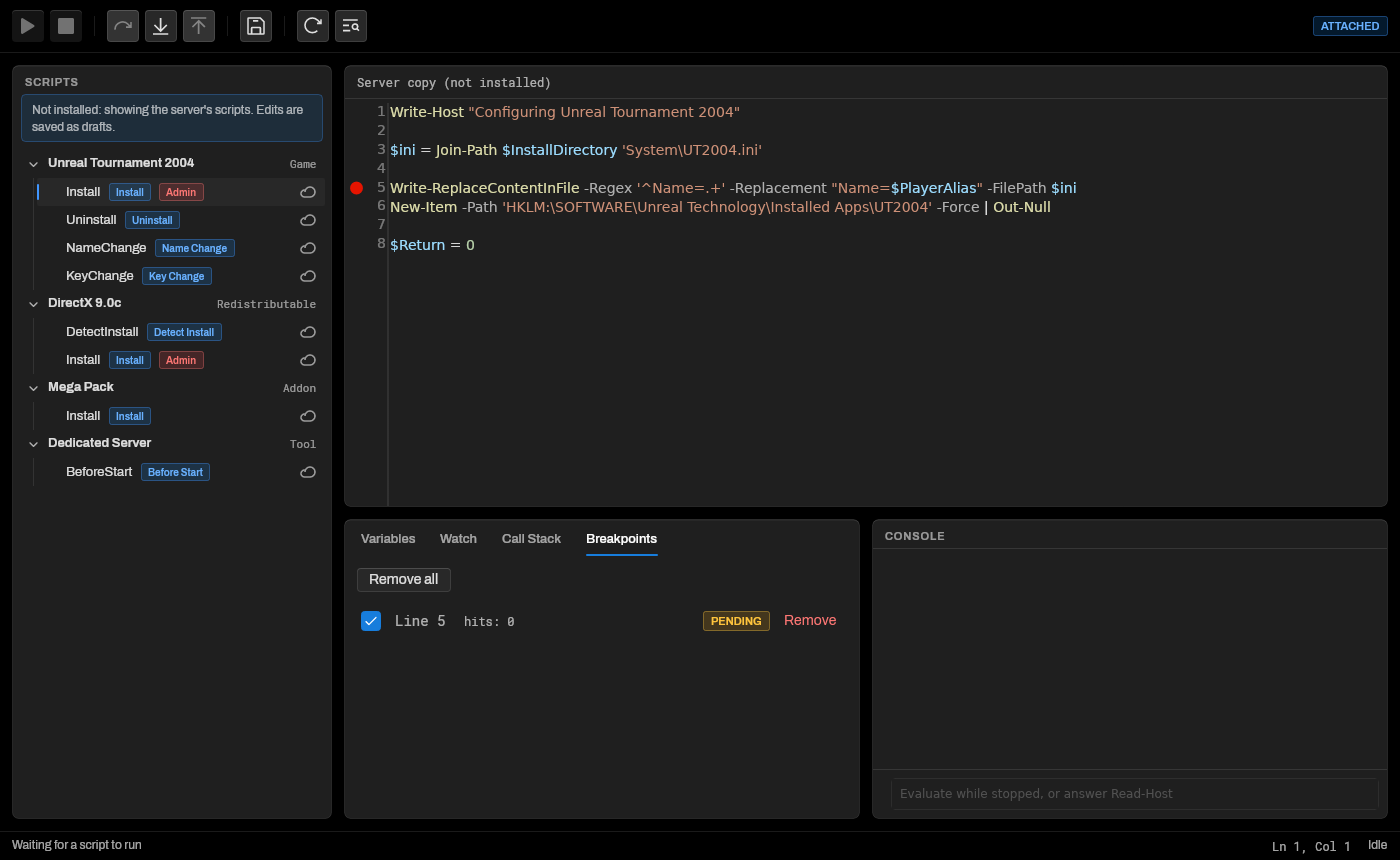 ATTACHED
SCRIPTS
Not installed: showing the server's scripts. Edits are
saved as drafts.
Unreal Tournament 2004 Game
Install Install Admin
Uninstall Uninstall
NameChange Name Change
KeyChange Key Change
DirectX 9.0c Redistributable
DetectInstall Detect Install
Install Install Admin
Mega Pack Addon
Install Install
Dedicated Server Tool
BeforeStart Before Start
Server copy (not installed)
1 Write-Host "Configuring Unreal Tournament 2004"
2
3 $ini = Join-Path $InstallDirectory 'System\UT2004.ini'
4
5 Write-ReplaceContentInFile -Regex '^Name=.+' -Replacement "Name=$PlayerAlias" -FilePath $ini
6 New-Item -Path 'HKLM:\SOFTWARE\Unreal Technology\Installed Apps\UT2004' -Force | Out-Null
7
8 $Return = 0
Variables Watch Call Stack Breakpoints
Remove all
Line 5 hits: 0 PENDING Remove
CONSOLE
Evaluate while stopped, or answer Read-Host
Waiting for a script to run
Ln 1, Col 1 Idle